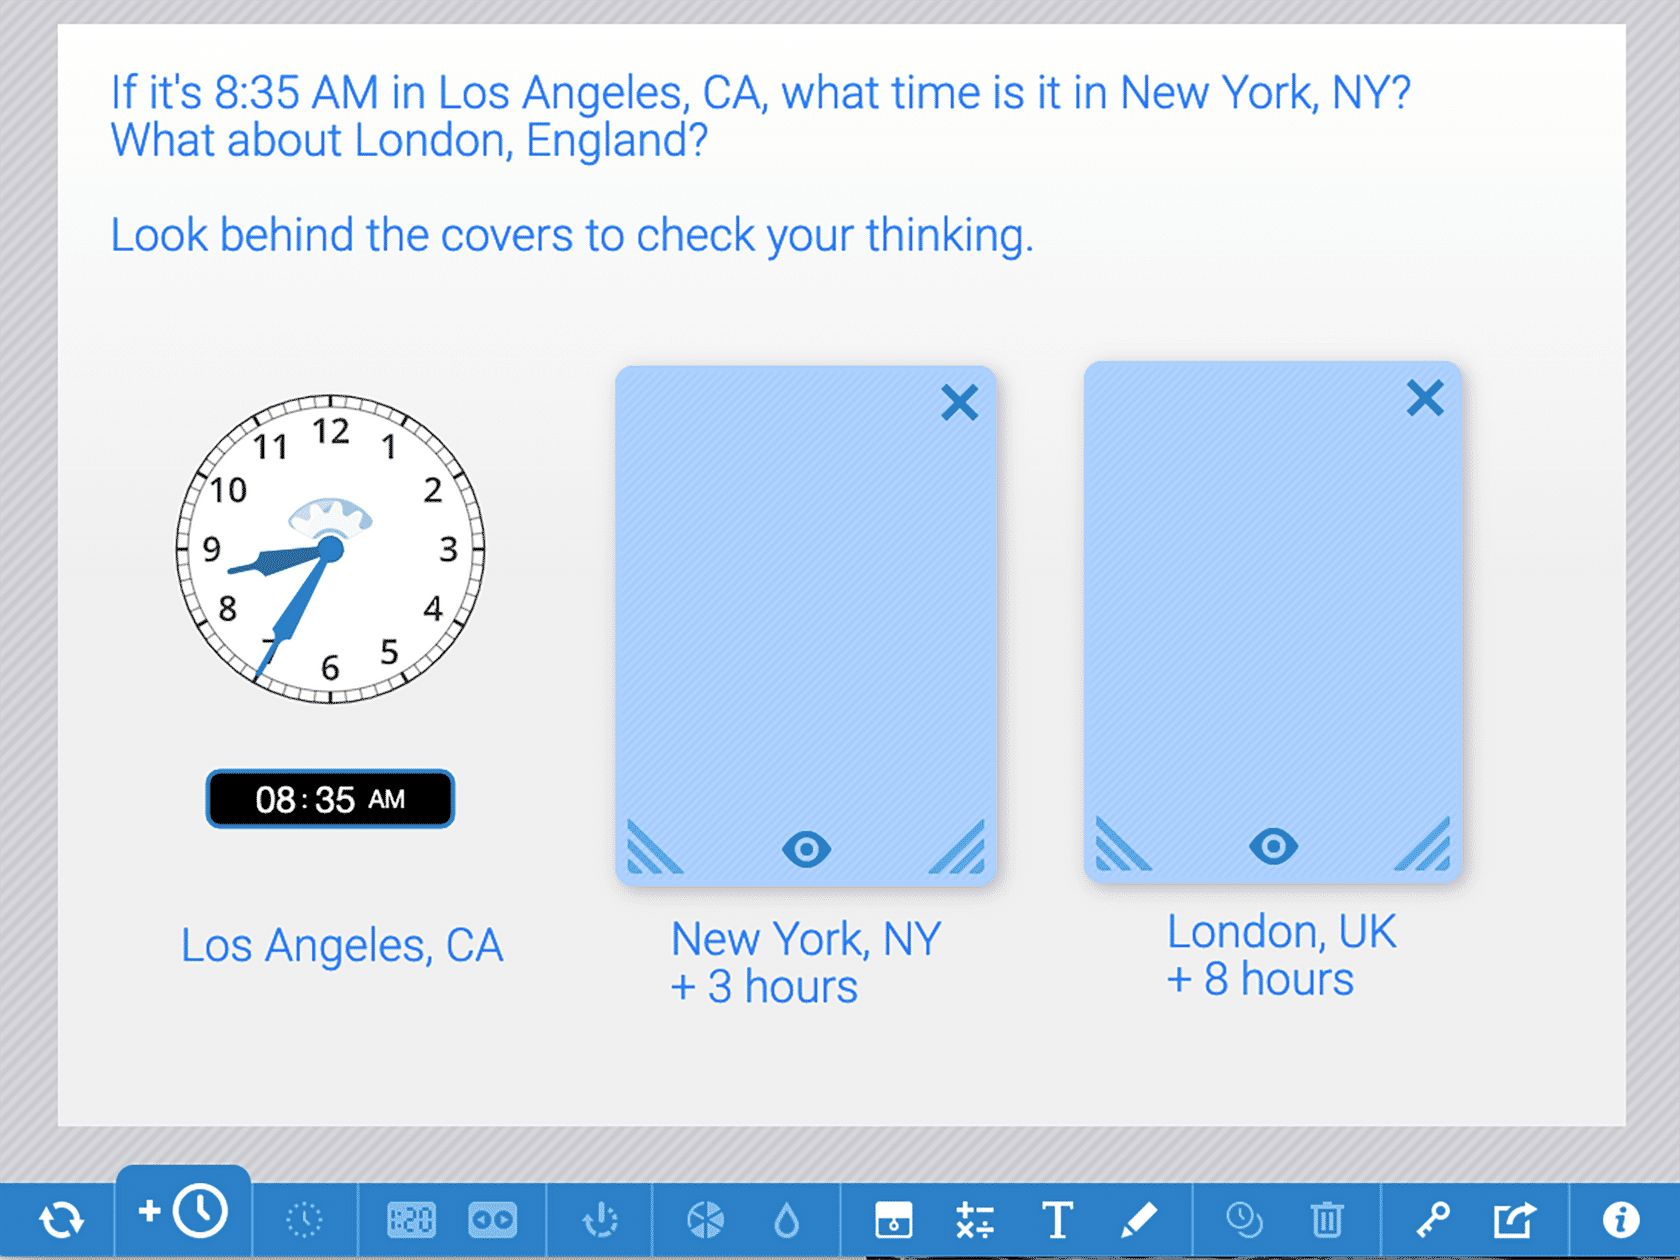 If it's 8:35 AM in Los Angeles, CA, what time is it in New York, NY?
What about London, England?
Look behind the covers to check your thinking.
12
11
1
10
2
9
3
8
4
7
5
6
08:35 AM
Los Angeles, CA
New York, NY
+ 3 hours
London, UK
+ 8 hours
1:20
T